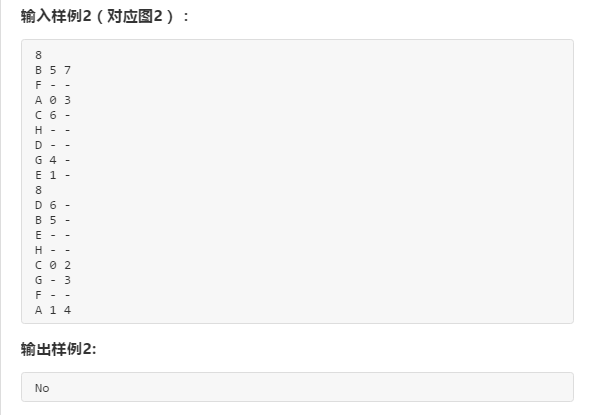 输入样例2（对应图2）：
8
B 5 7
F - -
A 0 3
C 6 -
H - -
D - -
G 4 -
E 1 -
8
D 6 -
B 5 -
E - -
H - -
C 0 2
G - 3
F - -
A 1 4
输出样例2:
No